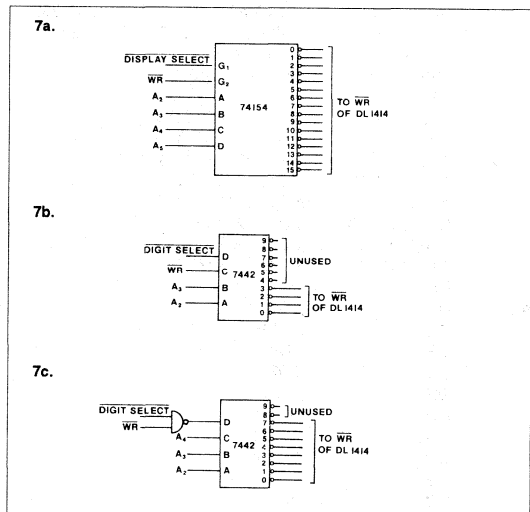 7a.
DISPLAY SELECT
WR
A₂
A₃
A₄
A₅
G₁
G₂
A
B
C
D
74154
0
1
2
3
4
5
6
7
8
9
10
11
12
13
14
15
TO WR
OF DL1414
7b.
DIGIT SELECT
WR
A₃
A₂
D
C
B
A
7442
9
8
7
6
5
4
3
2
1
0
UNUSED
TO WR
OF DL1414
7c.
DIGIT SELECT
WR
A₄
A₃
A₂
D
C
B
A
7442
9
8
7
6
5
4
3
2
1
0
UNUSED
TO WR
OF DL1414